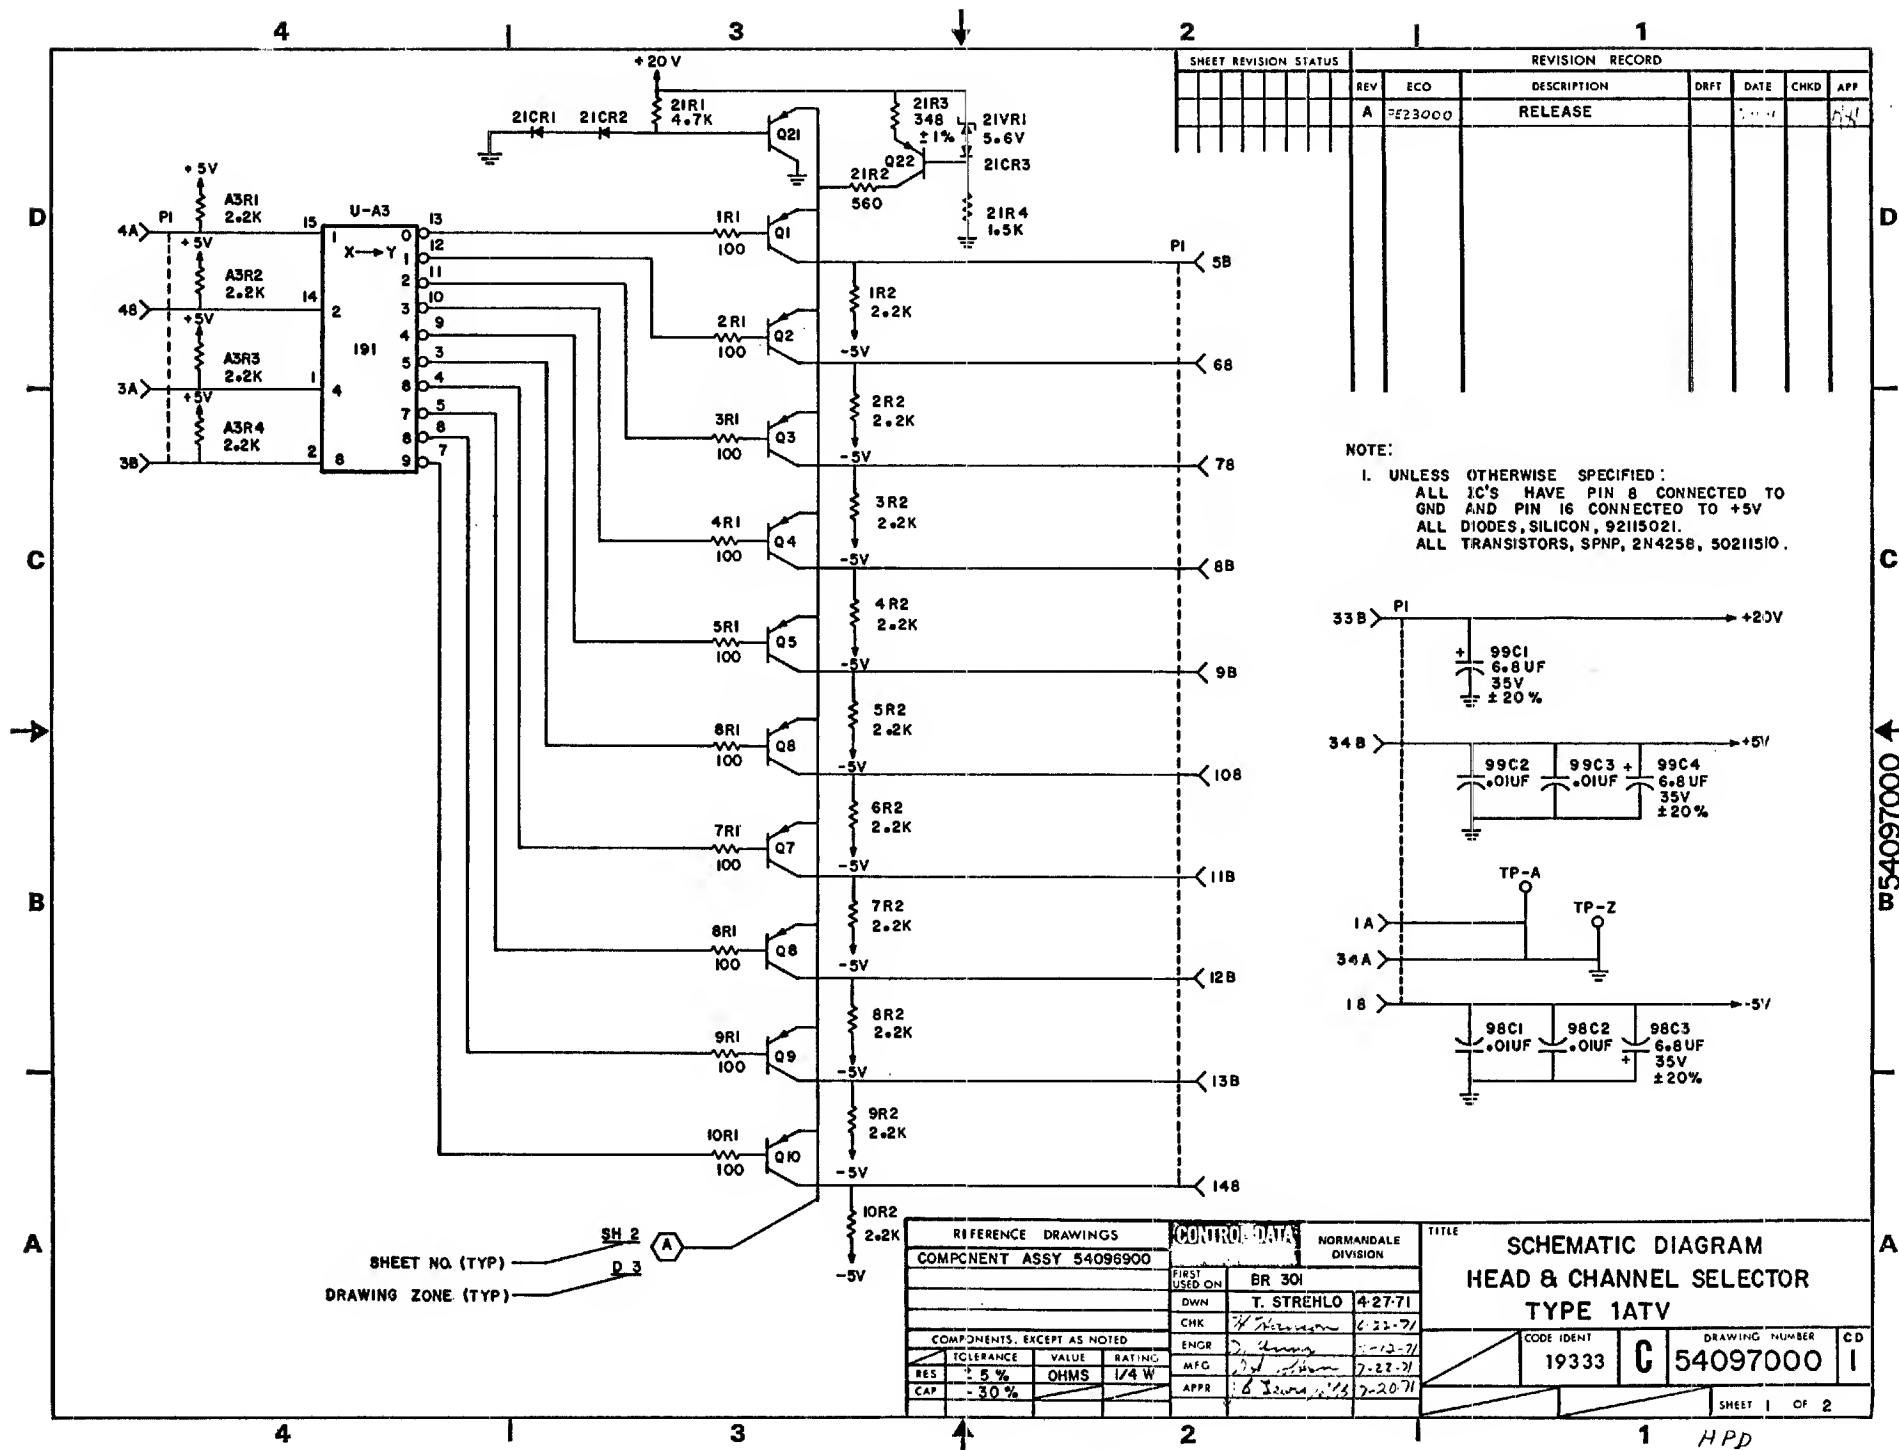 4 3 2 1
SHEET REVISION STATUS
REVISION RECORD
REV ECO DESCRIPTION DRFT DATE CHKD APP
A PE23000 RELEASE
+20V
21R1
4.7K
21CR1 21CR2
Q21
21R3
348
±1%
21VR1
5.6V
Q22
21CR3
21R2
560
21R4
1.5K
D D
+5V
A3R1
2.2K
P1
4A
15
+5V
A3R2
2.2K
4B
14
+5V
A3R3
2.2K
3A
1
+5V
A3R4
2.2K
3B
2
U-A3
X→Y
191
1
2
4
8
0 13
1 12
2 11
3 10
4 9
5 3
6 4
7 5
8 6
9 7
1R1
100
Q1
P1
5B
1R2
2.2K
-5V
2R1
100
Q2
6B
2R2
2.2K
-5V
3R1
100
Q3
7B
3R2
2.2K
-5V
4R1
100
Q4
8B
4R2
2.2K
-5V
5R1
100
Q5
9B
5R2
2.2K
-5V
6R1
100
Q6
10B
6R2
2.2K
-5V
7R1
100
Q7
11B
7R2
2.2K
-5V
8R1
100
Q8
12B
8R2
2.2K
-5V
9R1
100
Q9
13B
9R2
2.2K
-5V
10R1
100
Q10
14B
10R2
2.2K
-5V
NOTE:
1. UNLESS OTHERWISE SPECIFIED:
ALL IC'S HAVE PIN 8 CONNECTED TO
GND AND PIN 16 CONNECTED TO +5V
ALL DIODES, SILICON, 92115021.
ALL TRANSISTORS, SPNP, 2N4258, 50211510.
C C
33B P1 +20V
99C1
+
6.8UF
35V
±20%
34B +5V
99C2
.01UF
99C3
.01UF
+
99C4
6.8UF
35V
±20%
TP-A
TP-Z
1A
34A
1B -5V
98C1
.01UF
98C2
.01UF
98C3
6.8UF
+
35V
±20%
B B
54097000
A A
SHEET NO. (TYP) SH 2
DRAWING ZONE (TYP) D 3
A
REFERENCE DRAWINGS
COMPONENT ASSY 54096900
COMPONENTS, EXCEPT AS NOTED
TOLERANCE VALUE RATING
RES ±5% OHMS 1/4 W
CAP -30%
CONTROL DATA
NORMANDALE
DIVISION
FIRST
USED ON BR 301
DWN T. STREHLO 4-27-71
CHK 6-22-71
ENGR
MFG 7-22-71
APPR 7-20-71
TITLE
SCHEMATIC DIAGRAM
HEAD & CHANNEL SELECTOR
TYPE 1ATV
CODE IDENT
19333
C
DRAWING NUMBER
54097000
CD
1
SHEET 1 OF 2
4 3 2 1
HPD